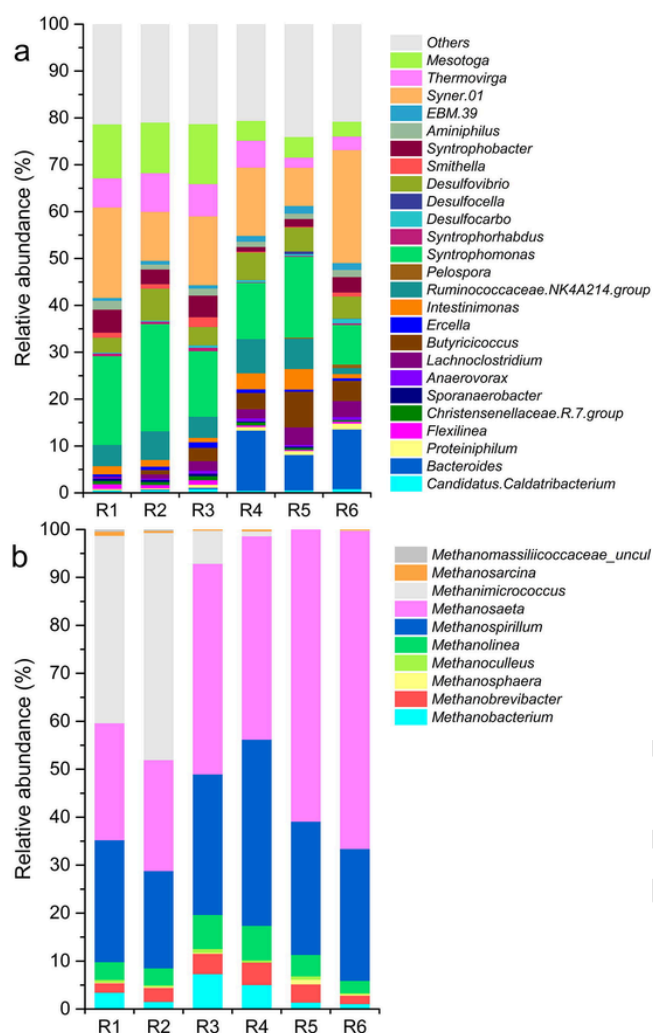 a
Relative abundance (%)
100
90
80
70
60
50
40
30
20
10
0
R1 R2 R3 R4 R5 R6
Others
Mesotoga
Thermovirga
Syner.01
EBM.39
Aminiphilus
Syntrophobacter
Smithella
Desulfovibrio
Desulfocella
Desulfocarbo
Syntrophorhabdus
Syntrophomonas
Pelospora
Ruminococcaceae.NK4A214.group
Intestinimonas
Ercella
Butyricicoccus
Lachnoclostridium
Anaerovorax
Sporanaerobacter
Christensenellaceae.R.7.group
Flexilinea
Proteiniphilum
Bacteroides
Candidatus.Caldatribacterium
b
Relative abundance (%)
100
90
80
70
60
50
40
30
20
10
0
R1 R2 R3 R4 R5 R6
Methanomassiliicoccaceae_uncul
Methanosarcina
Methanimicrococcus
Methanosaeta
Methanospirillum
Methanolinea
Methanoculleus
Methanosphaera
Methanobrevibacter
Methanobacterium